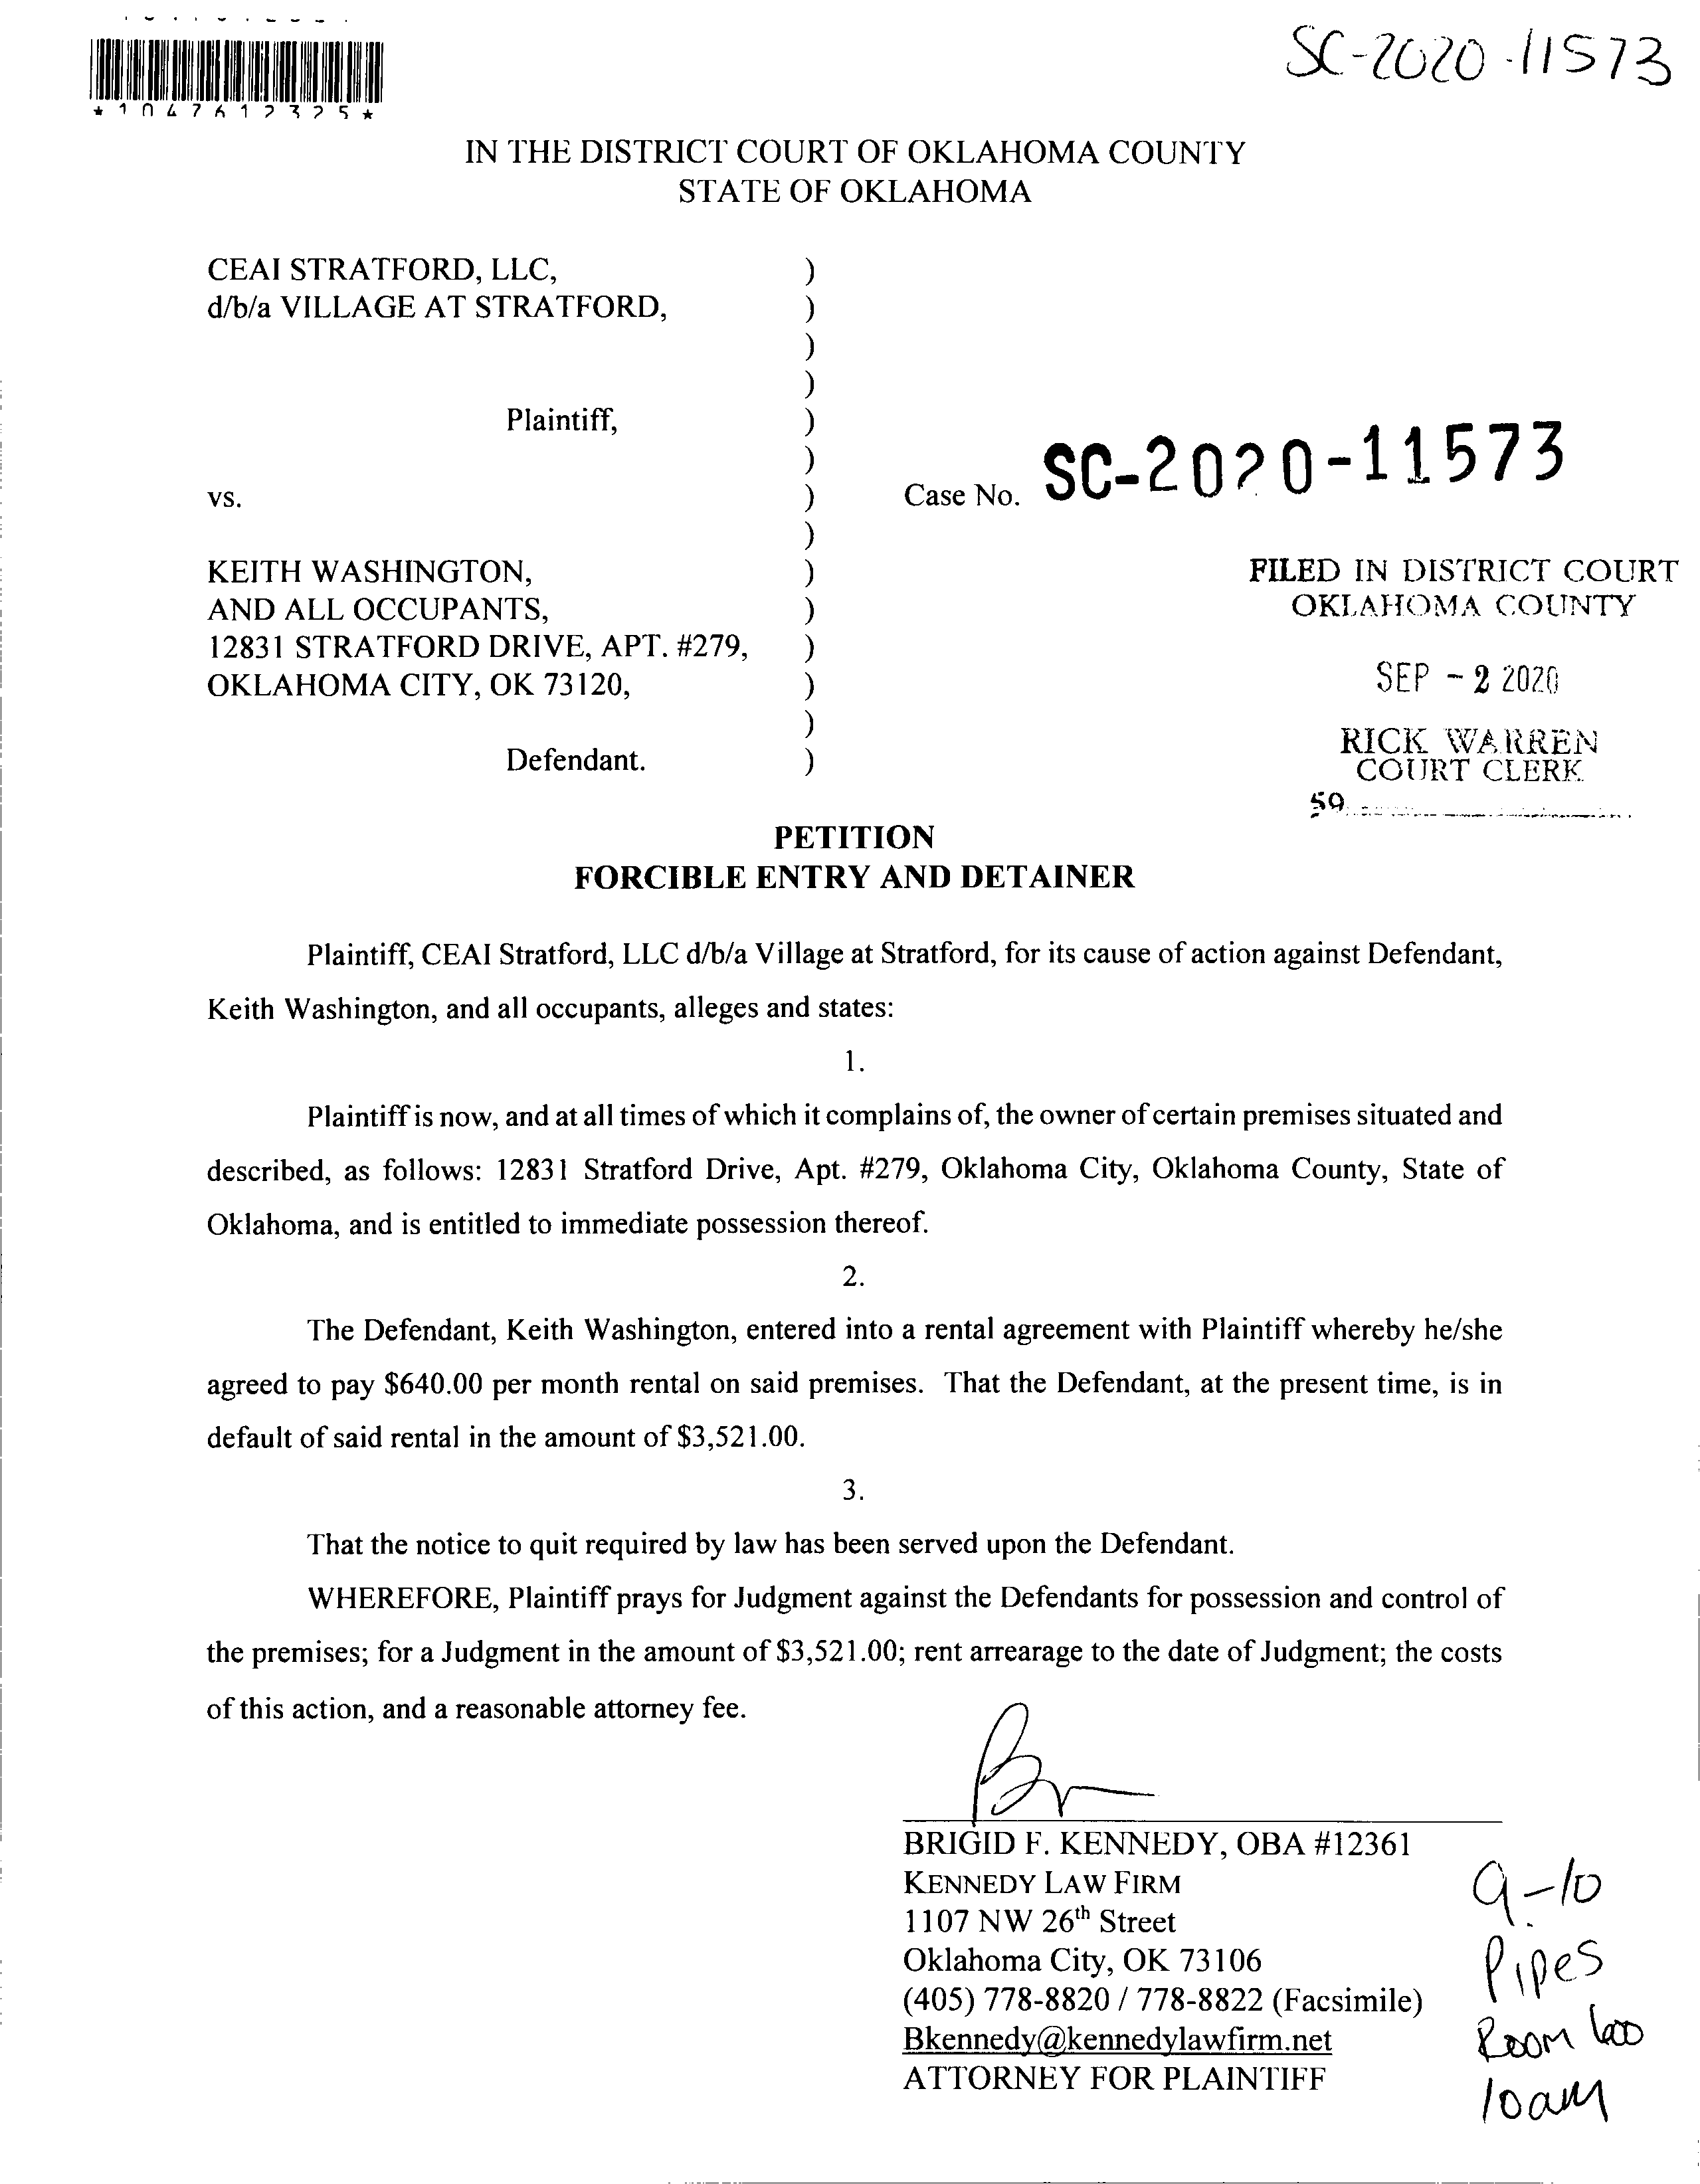 SC-2020-11573
*1047612325*
IN THE DISTRICT COURT OF OKLAHOMA COUNTY
STATE OF OKLAHOMA
CEAI STRATFORD, LLC, )
d/b/a VILLAGE AT STRATFORD, )
)
)
Plaintiff, )
)
vs. ) Case No. SC-2020-11573
)
KEITH WASHINGTON, ) FILED IN DISTRICT COURT
AND ALL OCCUPANTS, ) OKLAHOMA COUNTY
12831 STRATFORD DRIVE, APT. #279, )
OKLAHOMA CITY, OK 73120, ) SEP - 2 2020
)
Defendant. ) RICK WARREN
COURT CLERK
59
PETITION
FORCIBLE ENTRY AND DETAINER
Plaintiff, CEAI Stratford, LLC d/b/a Village at Stratford, for its cause of action against Defendant,
Keith Washington, and all occupants, alleges and states:
1.
Plaintiff is now, and at all times of which it complains of, the owner of certain premises situated and
described, as follows: 12831 Stratford Drive, Apt. #279, Oklahoma City, Oklahoma County, State of
Oklahoma, and is entitled to immediate possession thereof.
2.
The Defendant, Keith Washington, entered into a rental agreement with Plaintiff whereby he/she
agreed to pay $640.00 per month rental on said premises. That the Defendant, at the present time, is in
default of said rental in the amount of $3,521.00.
3.
That the notice to quit required by law has been served upon the Defendant.
WHEREFORE, Plaintiff prays for Judgment against the Defendants for possession and control of
the premises; for a Judgment in the amount of $3,521.00; rent arrearage to the date of Judgment; the costs
of this action, and a reasonable attorney fee.
BRIGID F. KENNEDY, OBA #12361
KENNEDY LAW FIRM
1107 NW 26th Street
Oklahoma City, OK 73106
(405) 778-8820 / 778-8822 (Facsimile)
Bkennedy@kennedylawfirm.net
ATTORNEY FOR PLAINTIFF
9-10
Pipes
Room 600
10am